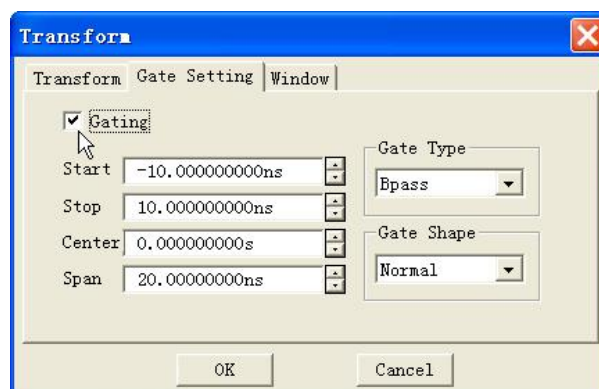 Transform
Transform Gate Setting Window
Gating
Start -10.000000000ns
Stop 10.000000000ns
Center 0.000000000s
Span 20.00000000ns
Gate Type
Bpass
Gate Shape
Normal
OK Cancel